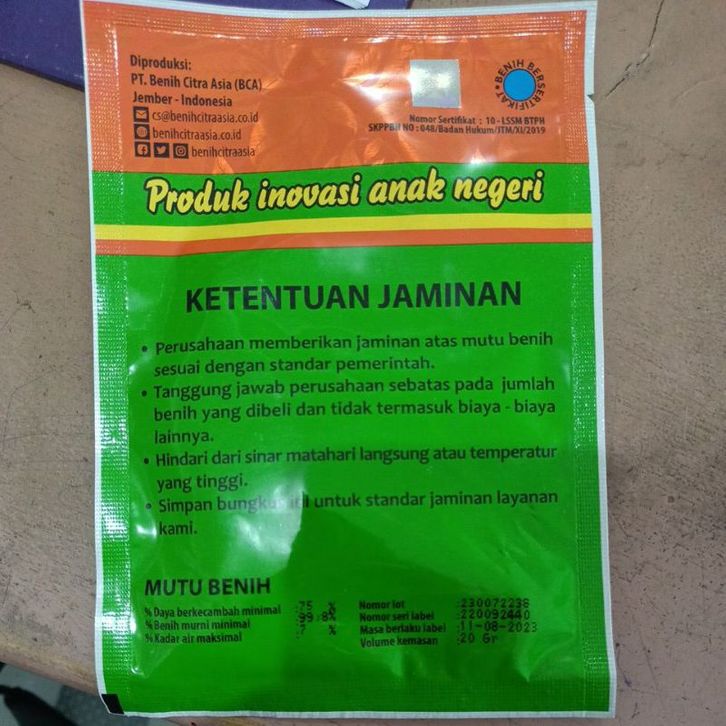 Diproduksi:
PT. Benih Citra Asia (BCA)
Jember - Indonesia
cs@benihcitraasia.co.id
benihcitraasia.co.id
benihcitraasia
BENIH BERSERTIFIKAT
Nomor Sertifikat : 10 - LSSM BTPH
SKPPBN NO : 048/Badan Hukum/JTM/XI/2019
Produk inovasi anak negeri
KETENTUAN JAMINAN
• Perusahaan memberikan jaminan atas mutu benih
sesuai dengan standar pemerintah.
• Tanggung jawab perusahaan sebatas pada jumlah
benih yang dibeli dan tidak termasuk biaya - biaya
lainnya.
• Hindari dari sinar matahari langsung atau temperatur
yang tinggi.
• Simpan bungkus untuk standar jaminan layanan
kami.
MUTU BENIH
% Daya berkecambah minimal : 75 %
% Benih murni minimal : 99,8%
% Kadar air maksimal : 7 %
Nomor lot : 230072238
Nomor seri label : 220092440
Masa berlaku label : 11-08-2023
Volume kemasan : 20 Gr